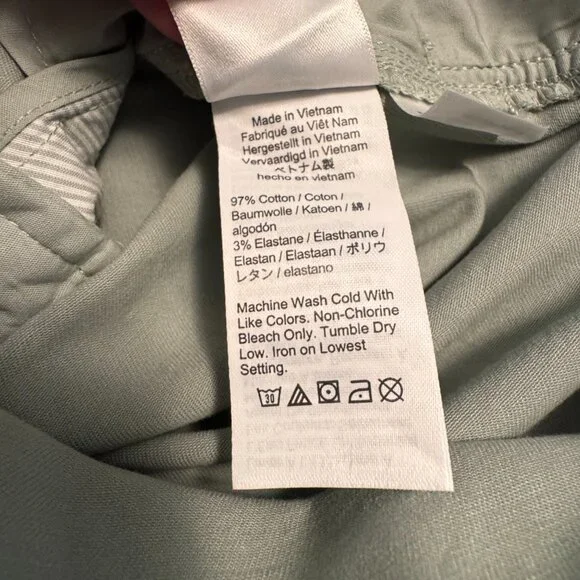 Made in Vietnam
Fabriqué au Viêt Nam
Hergestellt in Vietnam
Vervaardigd in Vietnam
ベトナム製
hecho en vietnam
97% Cotton / Coton /
Baumwolle / Katoen / 綿 /
algodón
3% Elastane / Élasthanne /
Elastan / Elastaan / ポリウ
レタン / elastano
Machine Wash Cold With
Like Colors. Non-Chlorine
Bleach Only. Tumble Dry
Low. Iron on Lowest
Setting.
30